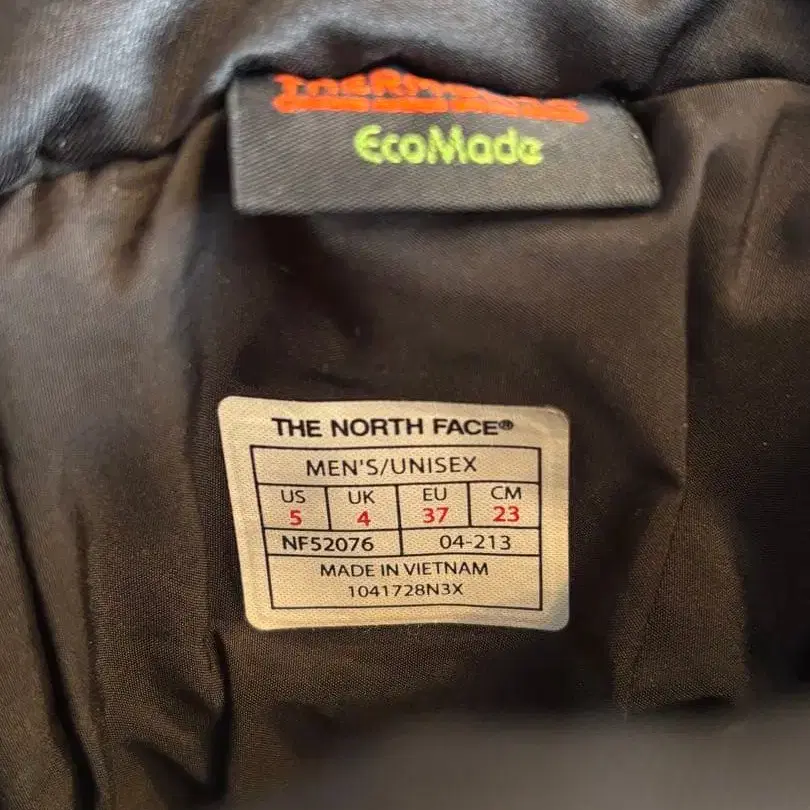 EcoMade
THE NORTH FACE®
MEN'S/UNISEX
US UK EU CM
5 4 37 23
NF52076 04-213
MADE IN VIETNAM
1041728N3X